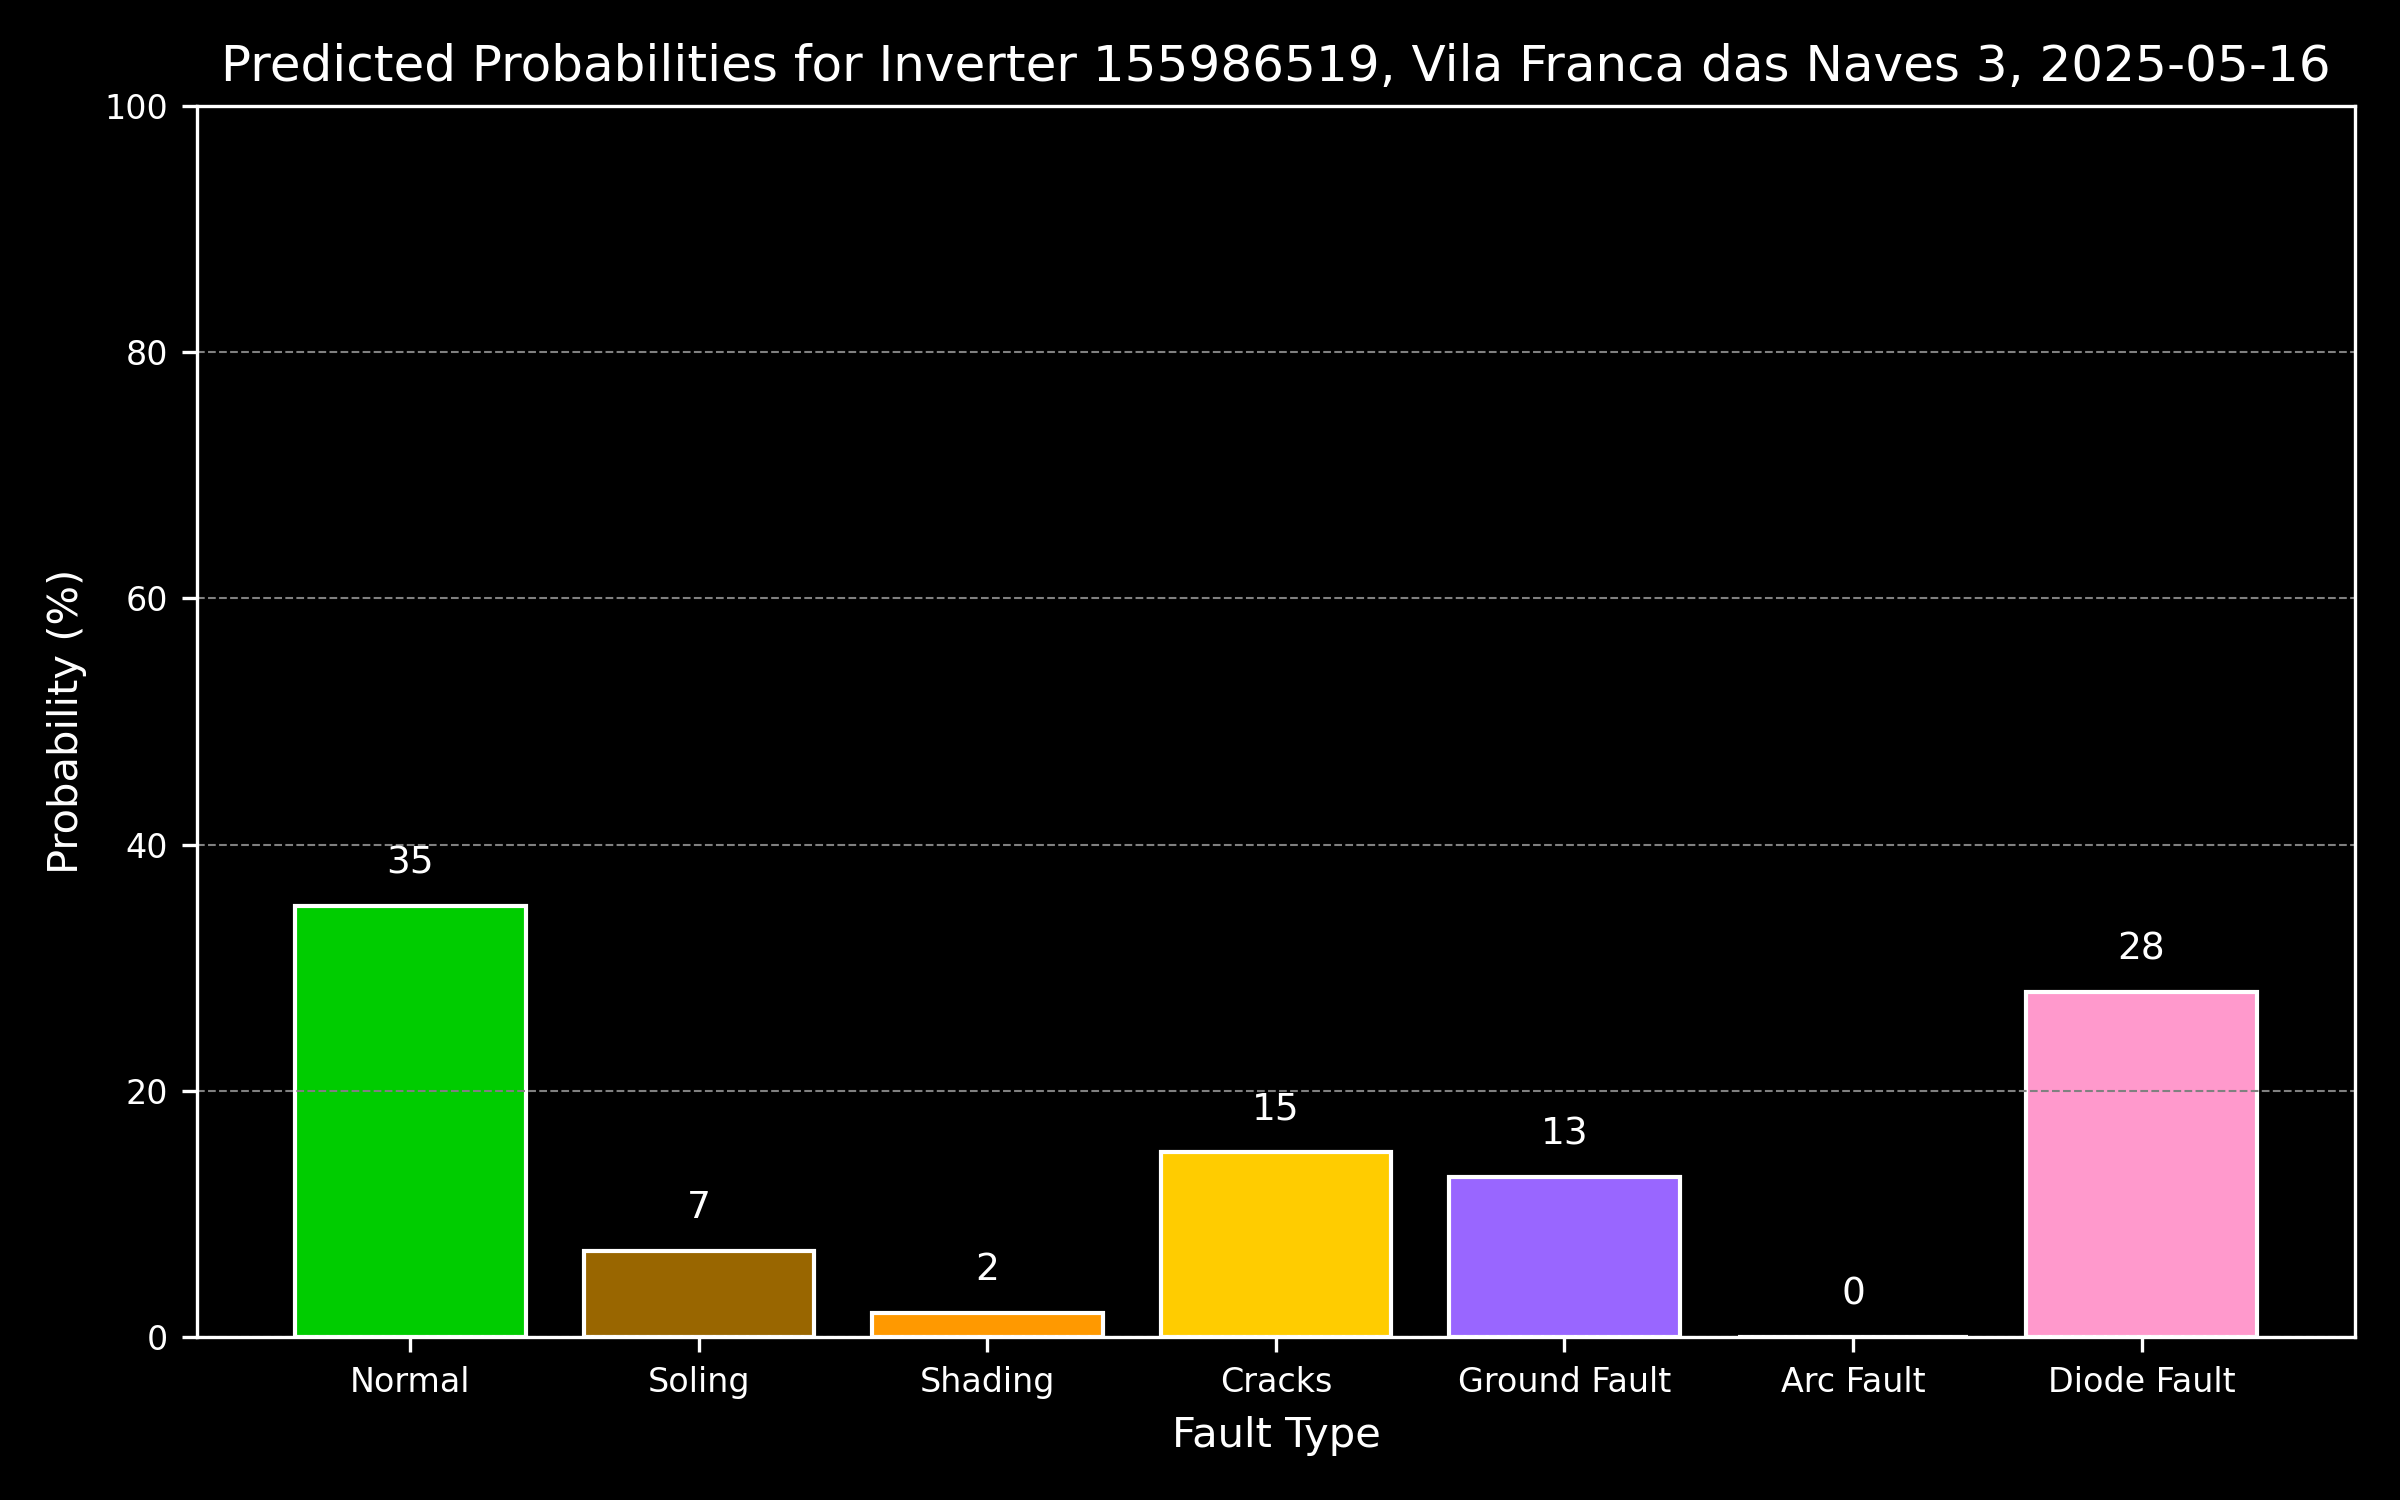 Predicted Probabilities for Inverter 155986519, Vila Franca das Naves 3, 2025-05-16
100
80
60
40
20
0
Probability (%)
35
7
2
15
13
0
28
Normal
Soling
Shading
Cracks
Ground Fault
Arc Fault
Diode Fault
Fault Type